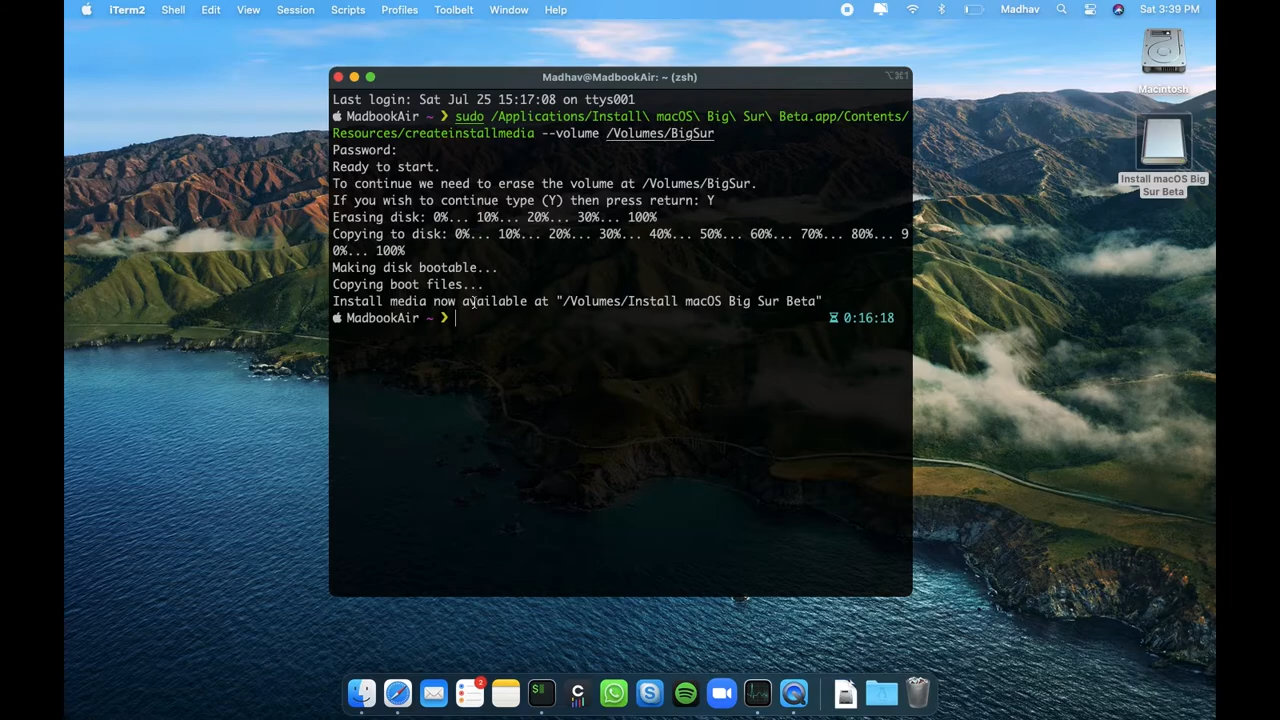 iTerm2 Shell Edit View Session Scripts Profiles Toolbelt Window Help Madhav Sat 3:39 PM
Madhav@MadbookAir: ~ (zsh) ⌥⌘1
Last login: Sat Jul 25 15:17:08 on ttys001
MadbookAir ~ ❯ sudo /Applications/Install\ macOS\ Big\ Sur\ Beta.app/Contents/
Resources/createinstallmedia --volume /Volumes/BigSur
Password:
Ready to start.
To continue we need to erase the volume at /Volumes/BigSur.
If you wish to continue type (Y) then press return: Y
Erasing disk: 0%... 10%... 20%... 30%... 100%
Copying to disk: 0%... 10%... 20%... 30%... 40%... 50%... 60%... 70%... 80%... 9
0%... 100%
Making disk bootable...
Copying boot files...
Install media now available at "/Volumes/Install macOS Big Sur Beta"
MadbookAir ~ ❯ 0:16:18
Macintosh
Install macOS Big
Sur Beta
2
$
C